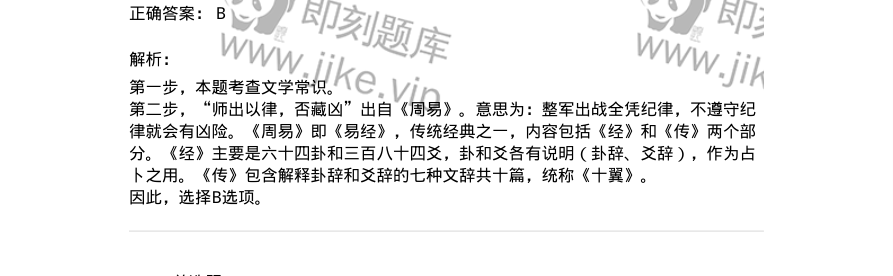 正确答案： B
即刻题库
www.jike.vip
解析：
第一步，本题考查文学常识。
第二步，“师出以律，否藏凶”出自《周易》。意思为：整军出战全凭纪律，不遵守纪
律就会有凶险。《周易》即《易经》，传统经典之一，内容包括《经》和《传》两个部
分。《经》主要是六十四卦和三百八十四爻，卦和爻各有说明（卦辞、爻辞），作为占
卜之用。《传》包含解释卦辞和爻辞的七种文辞共十篇，统称《十翼》。
因此，选择B选项。